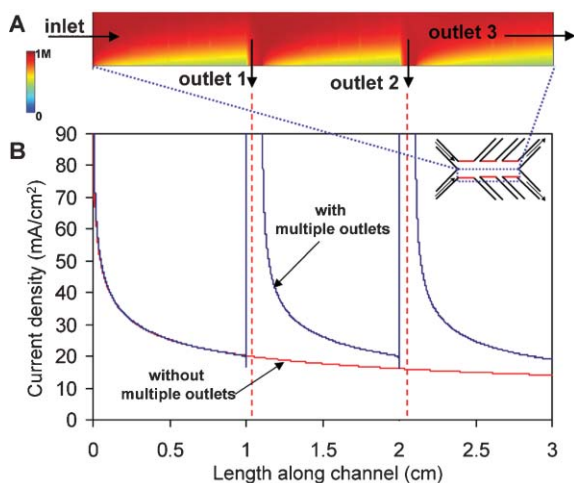 A
inlet
outlet 3
1M
0
outlet 1
outlet 2
B
90
80
70
60
50
40
30
20
10
0
Current density (mA/cm²)
with
multiple outlets
without
multiple outlets
0
0.5
1
1.5
2
2.5
3
Length along channel (cm)